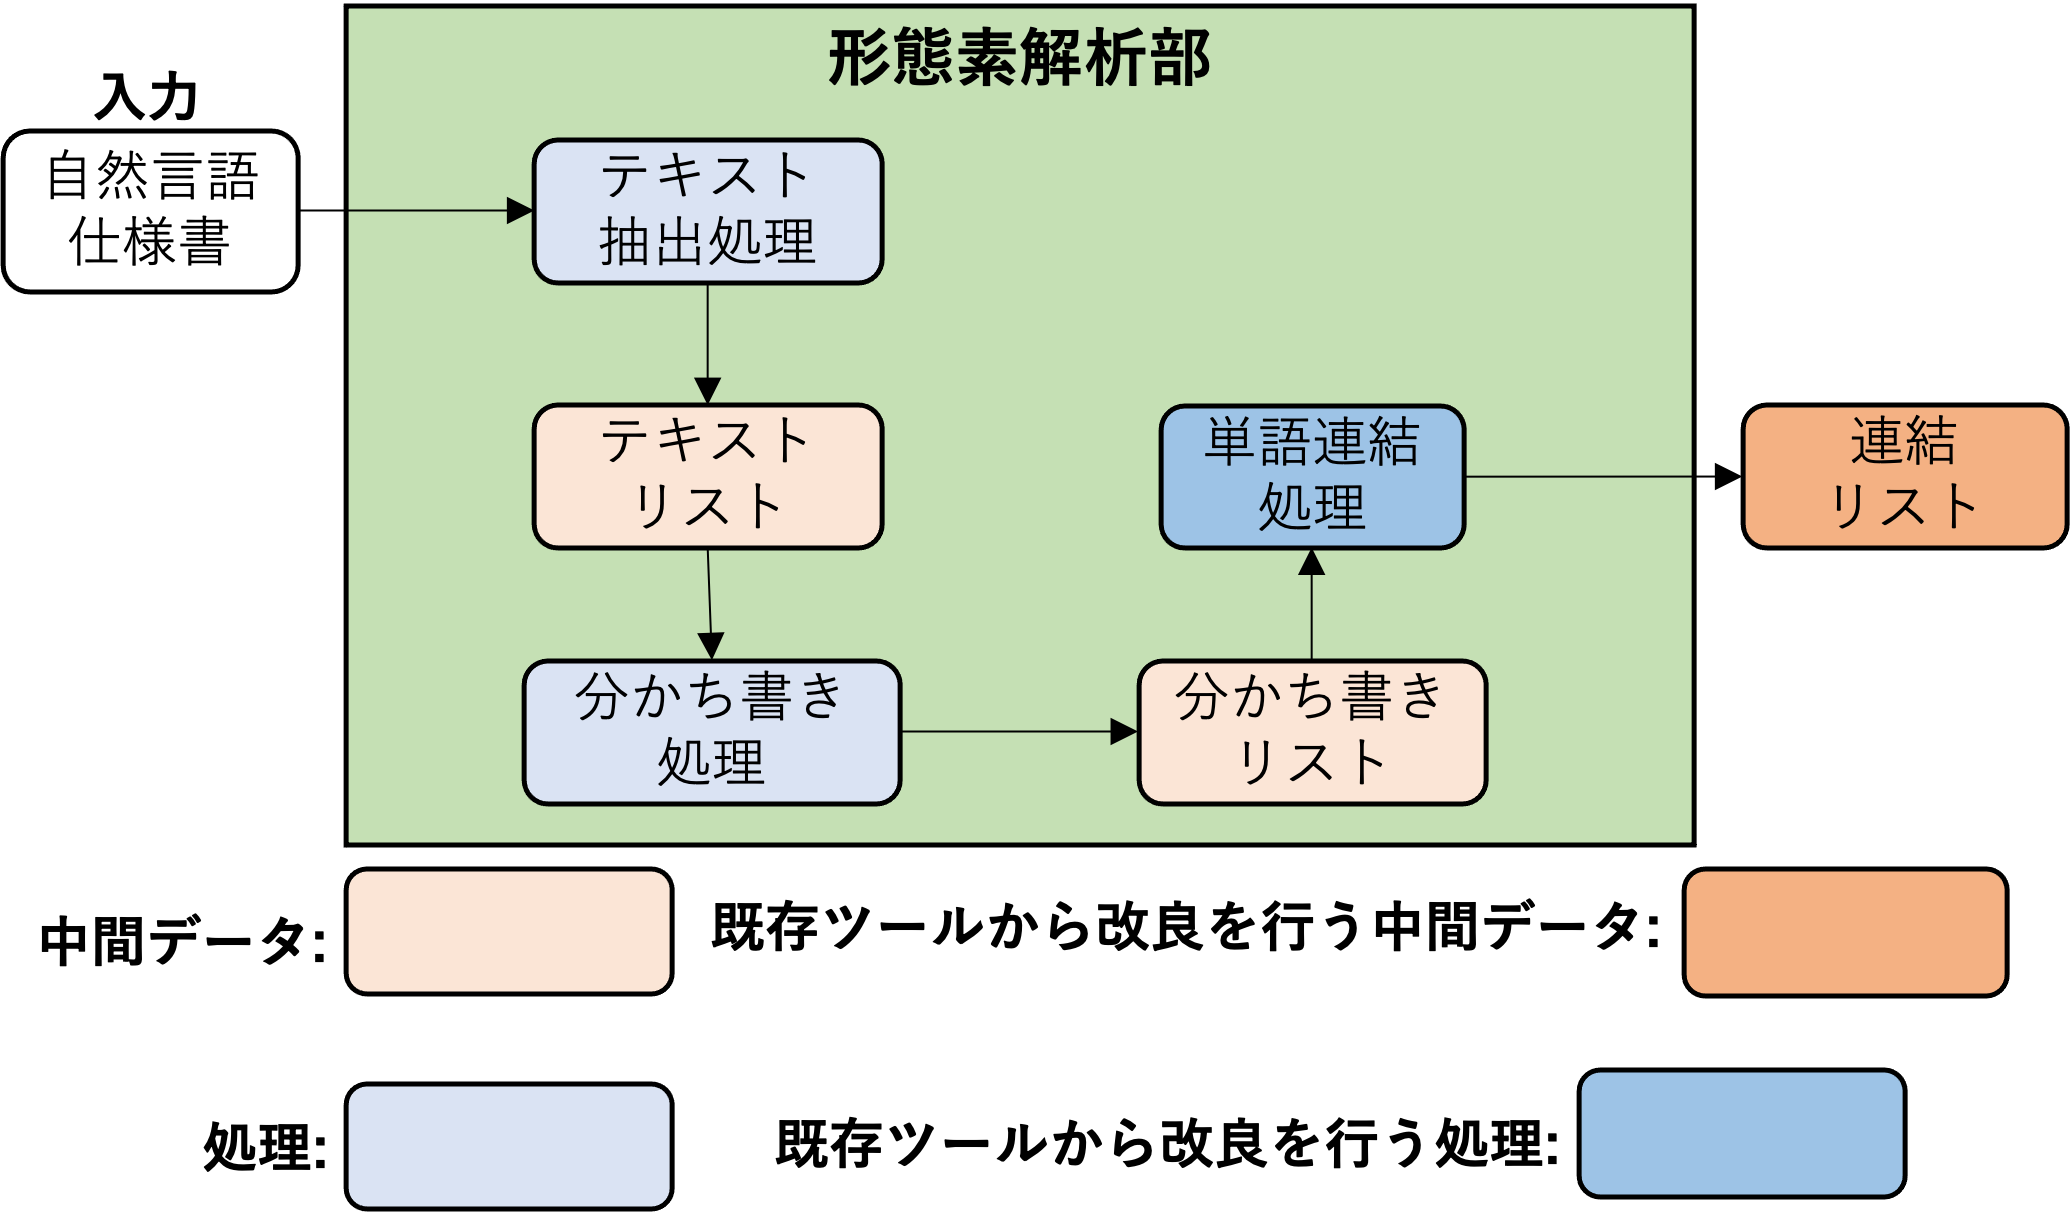 形態素解析部
入力
自然言語
仕様書
テキスト
抽出処理
テキスト
リスト
単語連結
処理
連結
リスト
分かち書き
処理
分かち書き
リスト
中間データ:
既存ツールから改良を行う中間データ:
処理:
既存ツールから改良を行う処理: